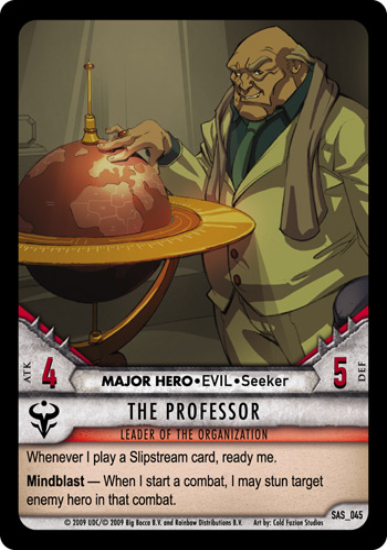 ATK 4 MAJOR HERO•EVIL•Seeker 5 DEF
THE PROFESSOR
LEADER OF THE ORGANIZATION
Whenever I play a Slipstream card, ready me.
Mindblast — When I start a combat, I may stun target
enemy hero in that combat.
SAS_045
© 2009 UDC/© 2009 Big Bocca B.V. and Rainbow Distributions B.V. Art by: Cold Fuzion Studios